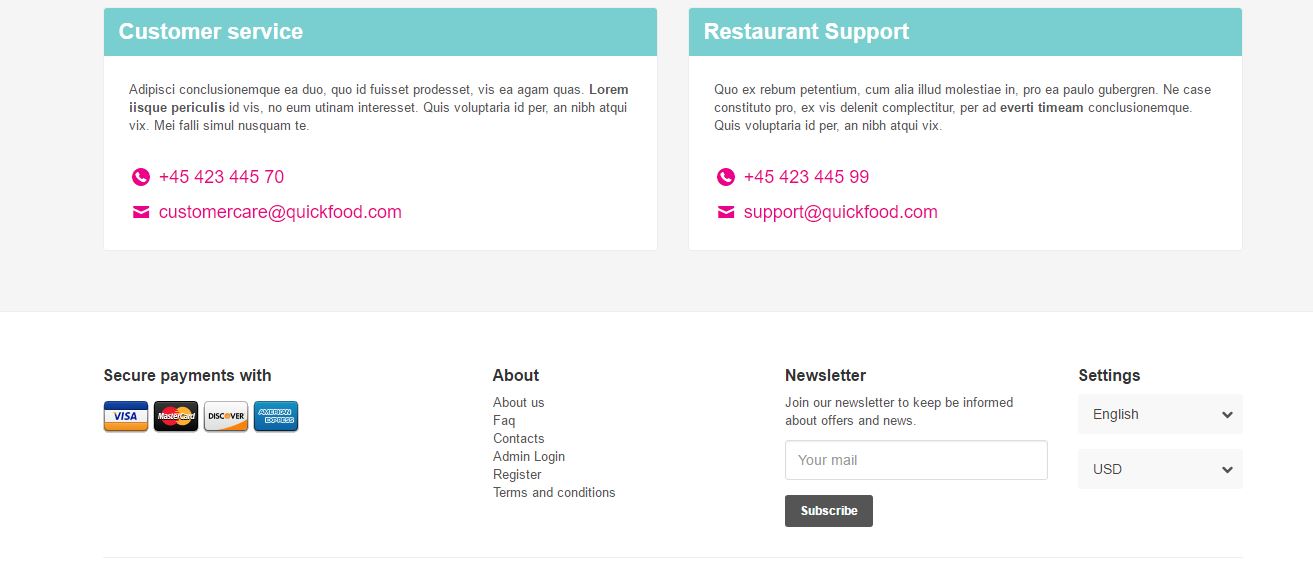 Customer service
Adipisci conclusionemque ea duo, quo id fuisset prodesset, vis ea agam quas. Lorem
iisque periculis id vis, no eum utinam interesset. Quis voluptaria id per, an nibh atqui
vix. Mei falli simul nusquam te.
+45 423 445 70
customercare@quickfood.com
Restaurant Support
Quo ex rebum petentium, cum alia illud molestiae in, pro ea paulo gubergren. Ne case
constituto pro, ex vis delenit complectitur, per ad everti timeam conclusionemque.
Quis voluptaria id per, an nibh atqui vix.
+45 423 445 99
support@quickfood.com
Secure payments with
VISA
MasterCard
DISCOVER
AMERICAN
EXPRESS
About
About us
Faq
Contacts
Admin Login
Register
Terms and conditions
Newsletter
Join our newsletter to keep be informed
about offers and news.
Your mail
Subscribe
Settings
English
USD